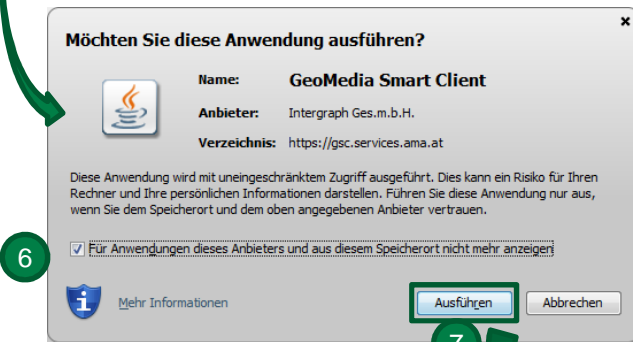 Möchten Sie diese Anwendung ausführen?
Name: GeoMedia Smart Client
Anbieter: Intergraph Ges.m.b.H.
Verzeichnis: https://gsc.services.ama.at
Diese Anwendung wird mit uneingeschränktem Zugriff ausgeführt. Dies kann ein Risiko für Ihren
Rechner und Ihre persönlichen Informationen darstellen. Führen Sie diese Anwendung nur aus,
wenn Sie dem Speicherort und dem oben angegebenen Anbieter vertrauen.
6
Für Anwendungen dieses Anbieters und aus diesem Speicherort nicht mehr anzeigen
Mehr Informationen
Ausführen
Abbrechen
7